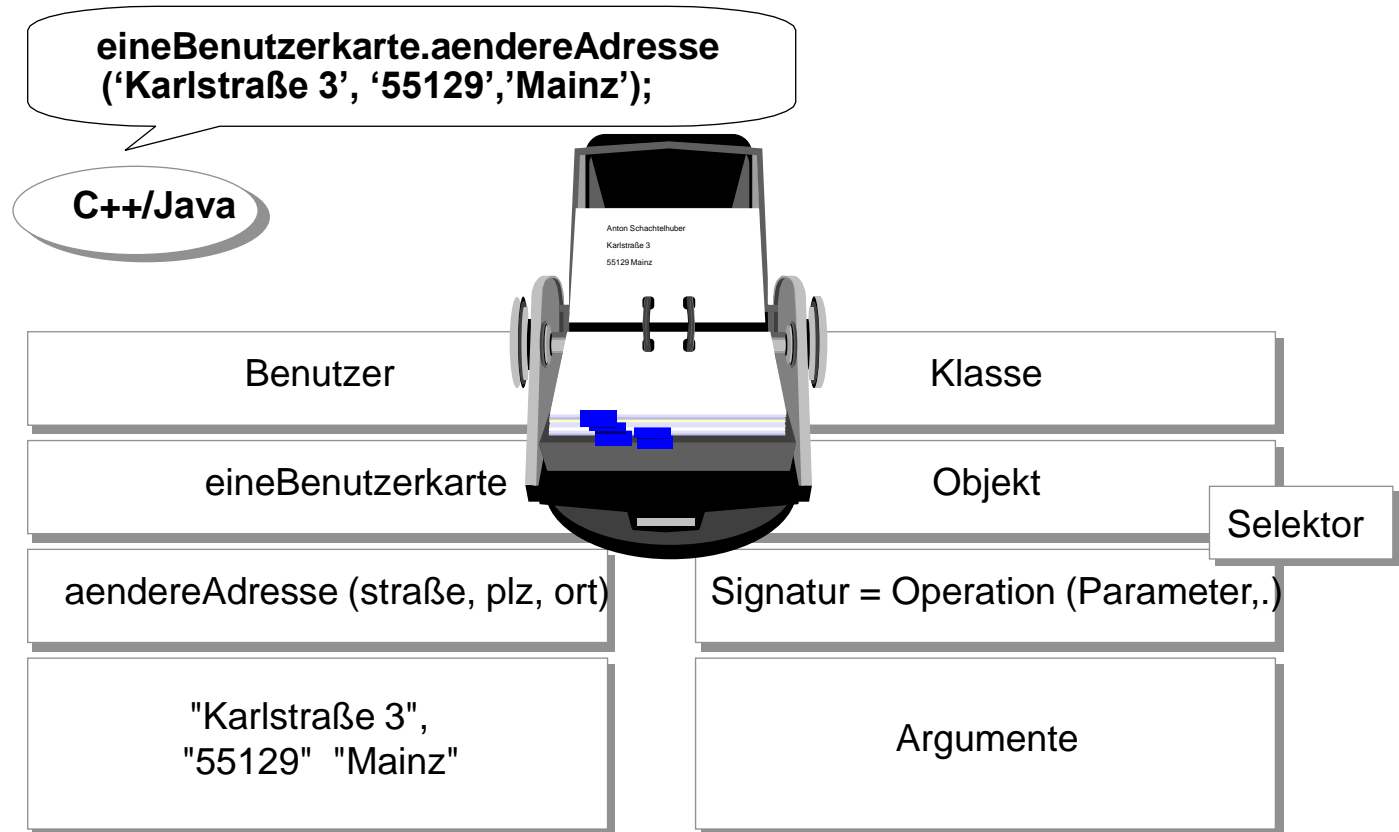 eineBenutzerkarte.aendereAdresse
(‘Karlstraße 3’, ‘55129’,’Mainz’);
C++/Java
Anton Schachtelhuber
Karlstraße 3
55129 Mainz
Benutzer
Klasse
eineBenutzerkarte
Objekt
Selektor
aendereAdresse (straße, plz, ort)
Signatur = Operation (Parameter,.)
"Karlstraße 3",
"55129" "Mainz"
Argumente